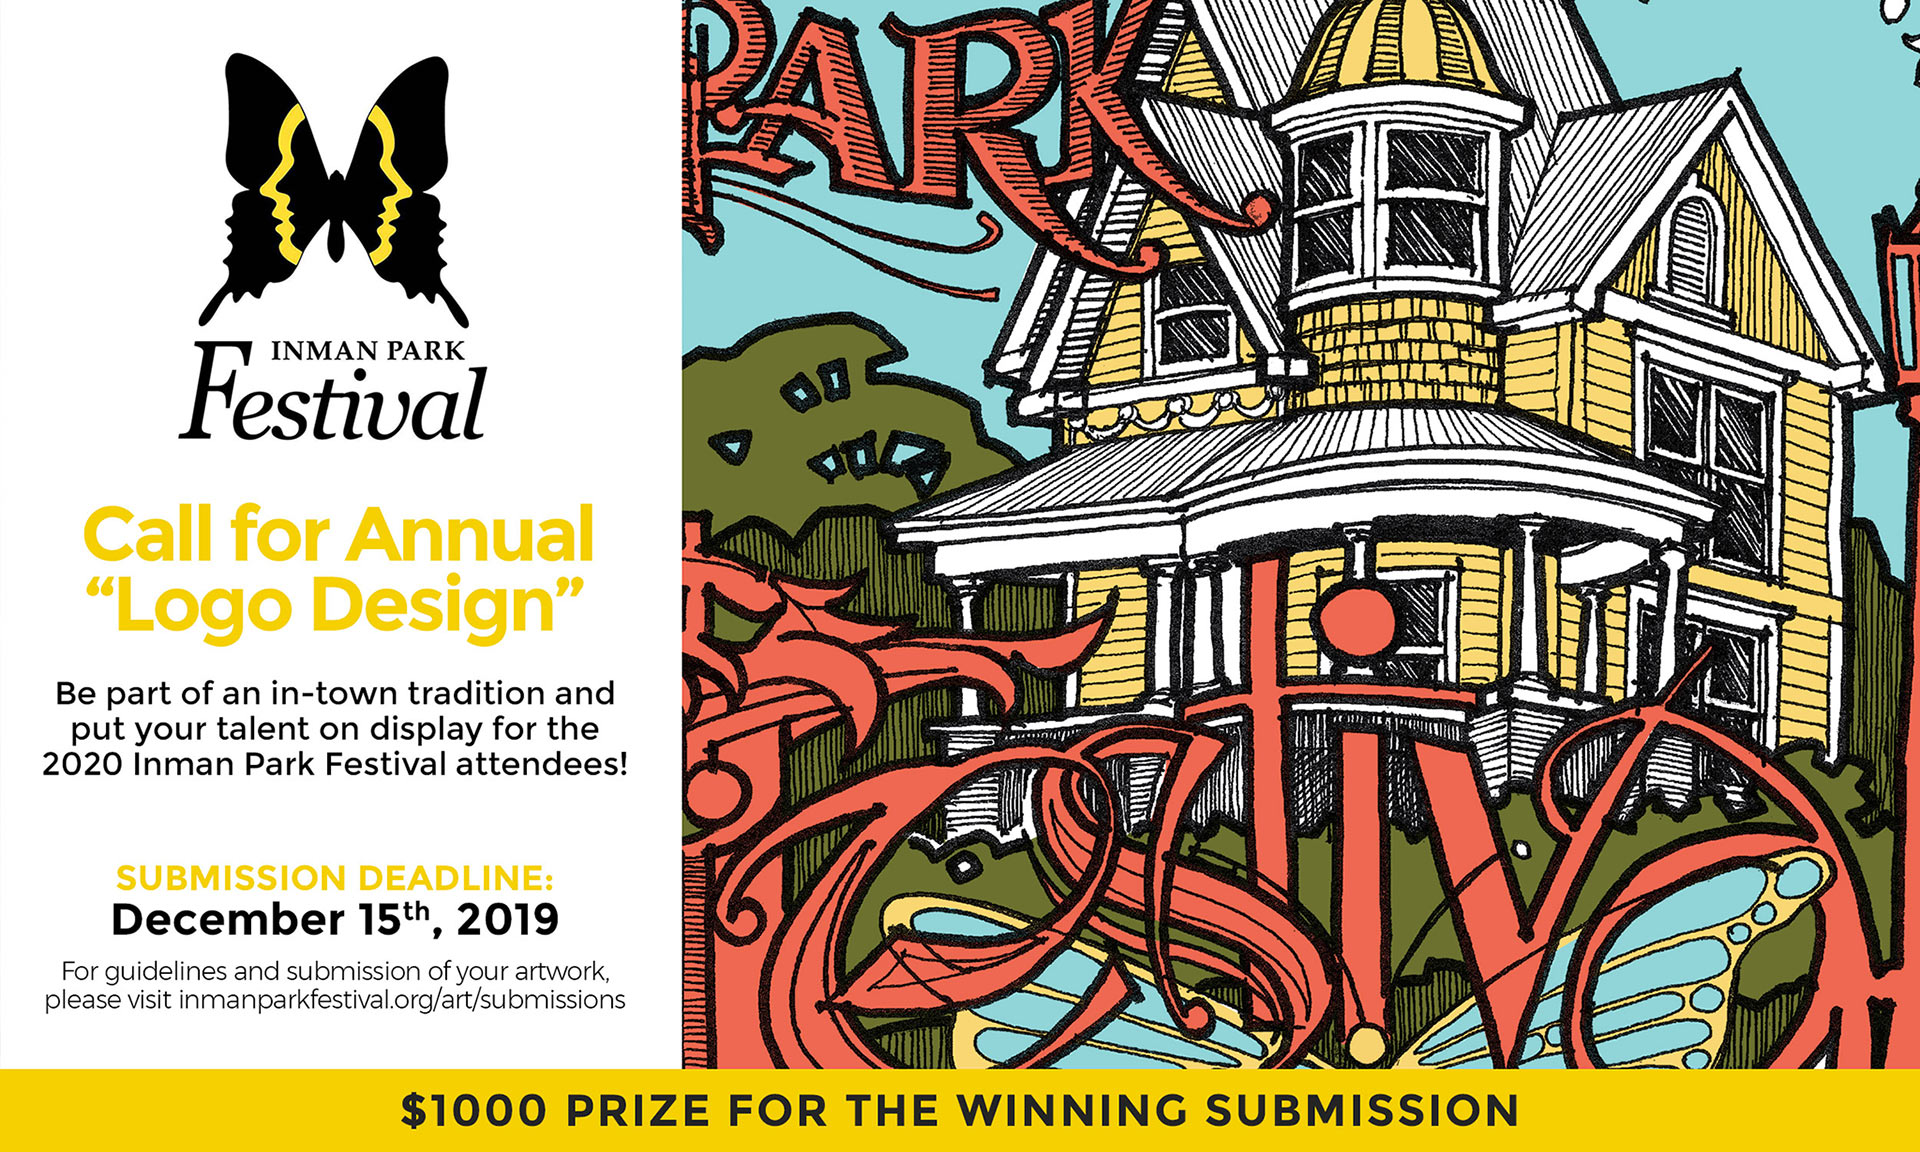 INMAN PARK
Festival
Call for Annual
“Logo Design”
Be part of an in-town tradition and
put your talent on display for the
2020 Inman Park Festival attendees!
SUBMISSION DEADLINE:
December 15th, 2019
For guidelines and submission of your artwork,
please visit inmanparkfestival.org/art/submissions
PARK
Festiva
$1000 PRIZE FOR THE WINNING SUBMISSION